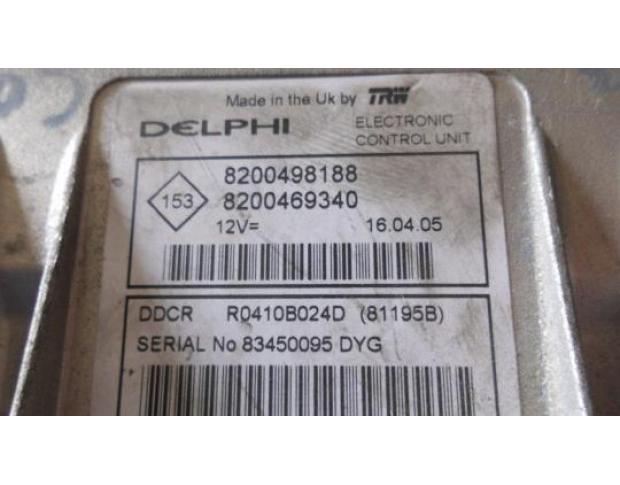 Made in the Uk by TRW
DELPHI ELECTRONIC
CONTROL UNIT
153
8200498188
8200469340
12V= 16.04.05
DDCR R0410B024D (81195B)
SERIAL No 83450095 DYG